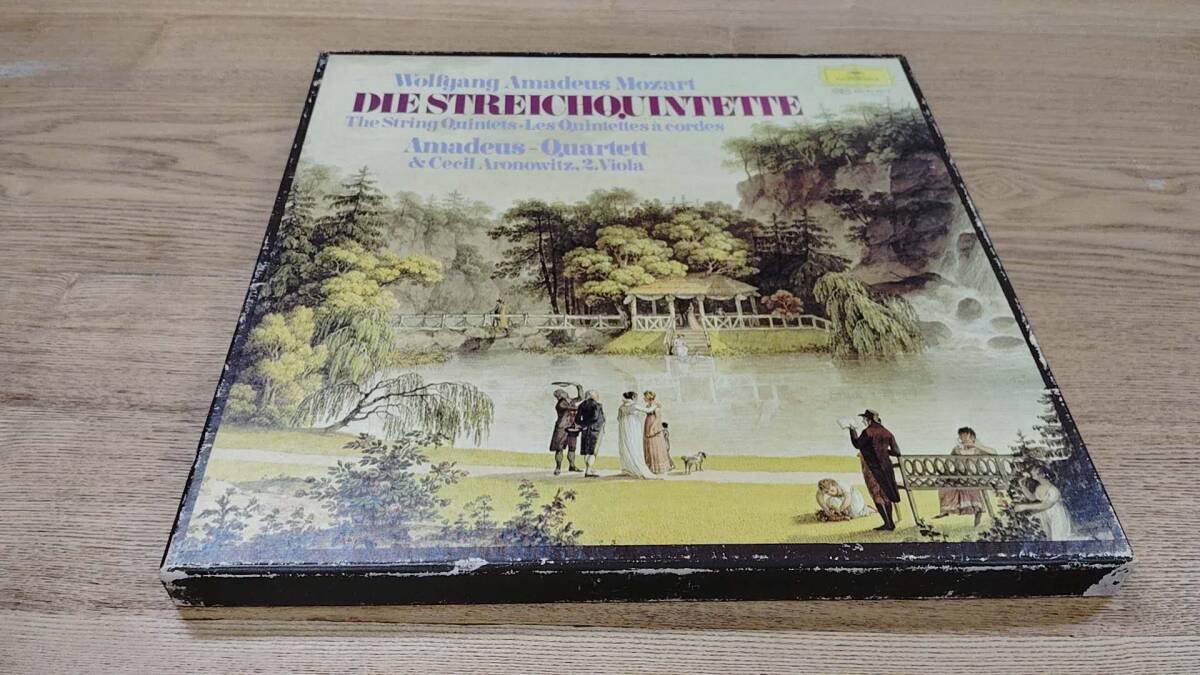 Wolfgang Amadeus Mozart
DIE STREICHQUINTETTE
The String Quintets · Les Quintettes à cordes
Amadeus-Quartett
& Cecil Aronowitz, 2. Viola